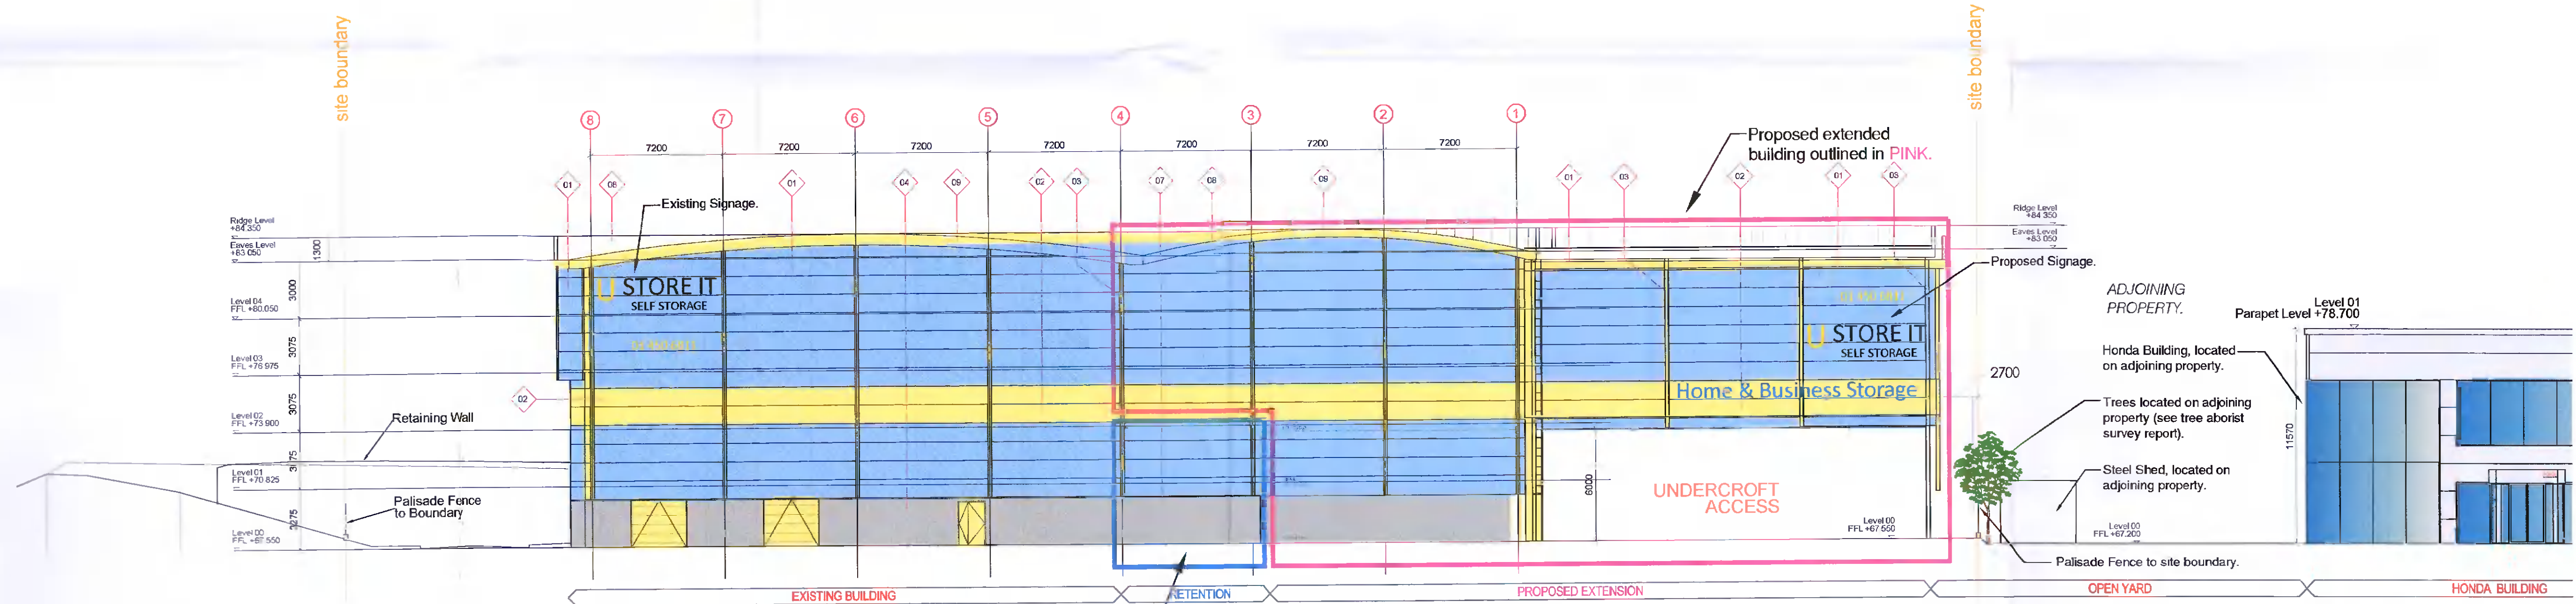 site boundary
site boundary
8
7
6
5
4
3
2
1
7200
7200
7200
7200
7200
7200
7200
Proposed extended
building outlined in PINK.
01
08
01
04
09
02
03
07
08
09
01
03
02
01
03
Existing Signage.
Ridge Level
+84.350
Eaves Level
+83 050
1300
3000
Level 04
FFL +80.050
3075
Level 03
FFL +76 975
3075
Level 02
FFL +73 900
3075
Level 01
FFL +70 825
3275
Level 00
FFL +67 550
02
Retaining Wall
Palisade Fence
to Boundary
U STORE IT
SELF STORAGE
Ridge Level
+84 350
Eaves Level
+83 050
Proposed Signage.
U STORE IT
SELF STORAGE
Home & Business Storage
6000
UNDERCROFT
ACCESS
Level 00
FFL +67 550
2700
ADJOINING
PROPERTY.
Level 01
Parapet Level +78.700
Honda Building, located
on adjoining property.
Trees located on adjoining
property (see tree aborist
survey report).
11570
Steel Shed, located on
adjoining property.
Level 00
FFL +67.200
Palisade Fence to site boundary.
EXISTING BUILDING
RETENTION
PROPOSED EXTENSION
OPEN YARD
HONDA BUILDING